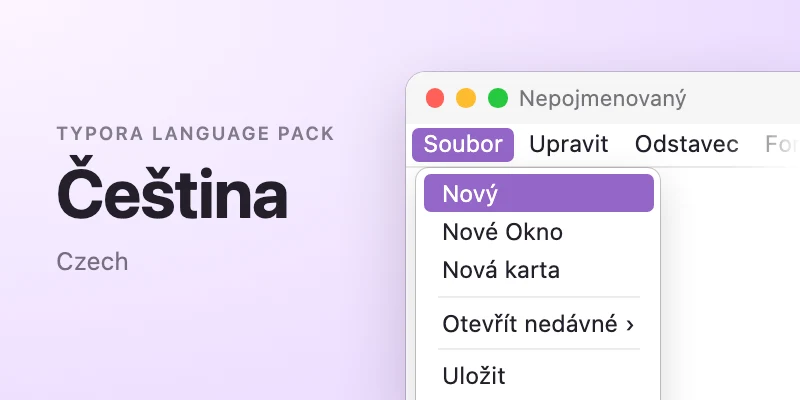 TYPORA LANGUAGE PACK
Čeština
Czech
Nepojmenovaný
Soubor Upravit Odstavec
Nový
Nové Okno
Nová karta
Otevřít nedávné ›
Uložit